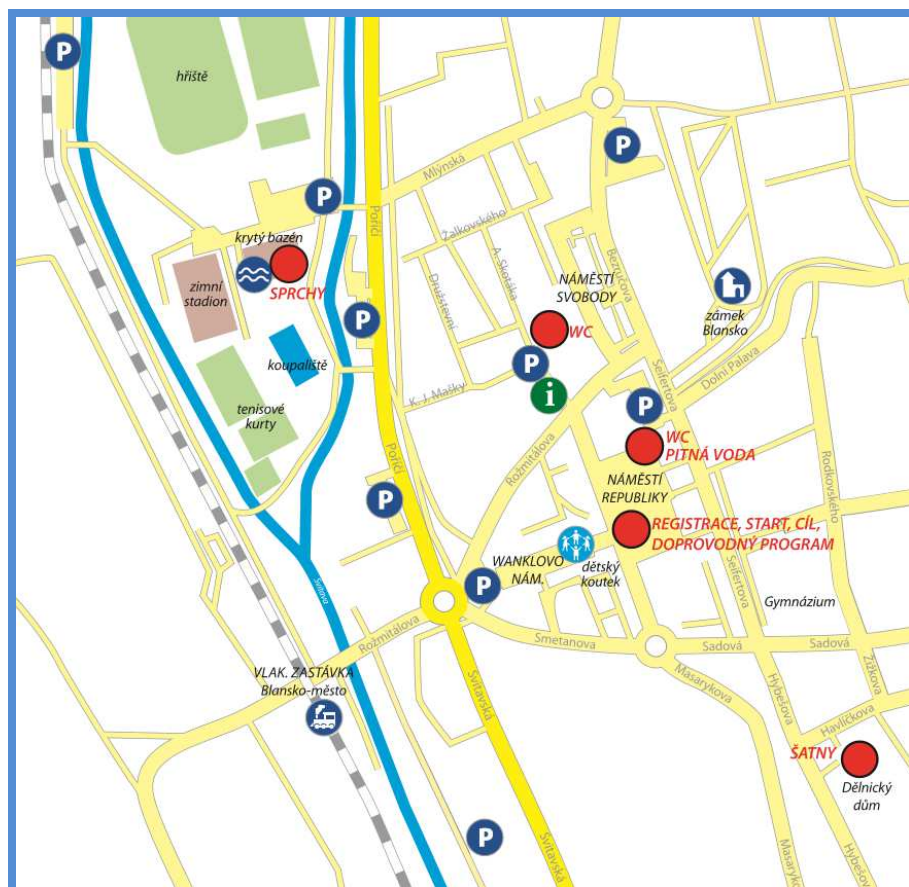 P
hřiště
P
Mlýnská
P
Poříčí
Žalkovského
krytý bazén
SPRCHY
zimní
stadion
A. Skotáka
Bezručova
NÁMĚSTÍ
SVOBODY
Družstevní
WC
zámek
Blansko
P
koupaliště
P
i
K. J. Mašky
Seifertova
Dolní Palava
tenisové
kurty
P
WC
PITNÁ VODA
Poříčí
Rožmitálova
Rodkovského
NÁMĚSTÍ
REPUBLIKY
P
REGISTRACE, START, CÍL,
DOPROVODNÝ PROGRAM
WANKLOVO
NÁM.
dětský
koutek
P
Svitava
Seifertova
Gymnázium
Rožmitálova
Smetanova
Sadová
Sadová
VLAK. ZASTÁVKA
Blansko-město
Masarykova
Svitavská
Hybešova
Žižkova
Havlíčkova
ŠATNY
Dělnický
dům
P
Svitavská
Masarykova
Hybešova